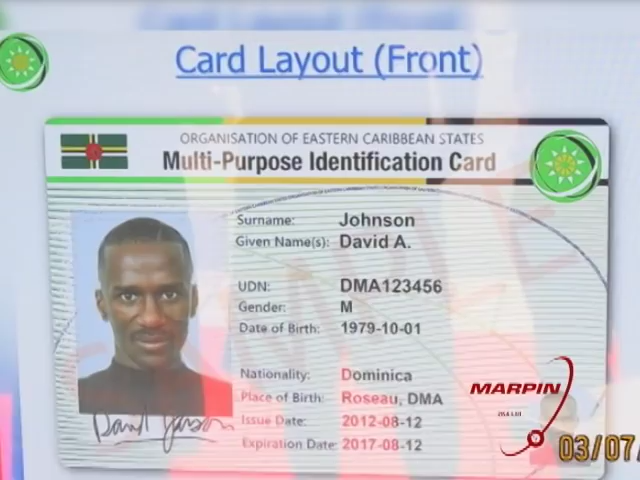 Card Layout (Front)
ORGANISATION OF EASTERN CARIBBEAN STATES
Multi-Purpose Identification Card
Surname: Johnson
Given Name(s): David A.
UDN: DMA123456
Gender: M
Date of Birth: 1979-10-01
Nationality: Dominica
Place of Birth: Roseau, DMA
Issue Date: 2012-08-12
Expiration Date: 2017-08-12
MARPIN
03/07/